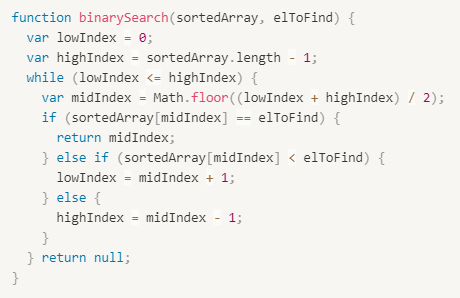 function binarySearch(sortedArray, elToFind) {
  var lowIndex = 0;
  var highIndex = sortedArray.length - 1;
  while (lowIndex <= highIndex) {
    var midIndex = Math.floor((lowIndex + highIndex) / 2);
    if (sortedArray[midIndex] == elToFind) {
      return midIndex;
    } else if (sortedArray[midIndex] < elToFind) {
      lowIndex = midIndex + 1;
    } else {
      highIndex = midIndex - 1;
    }
  } return null;
}